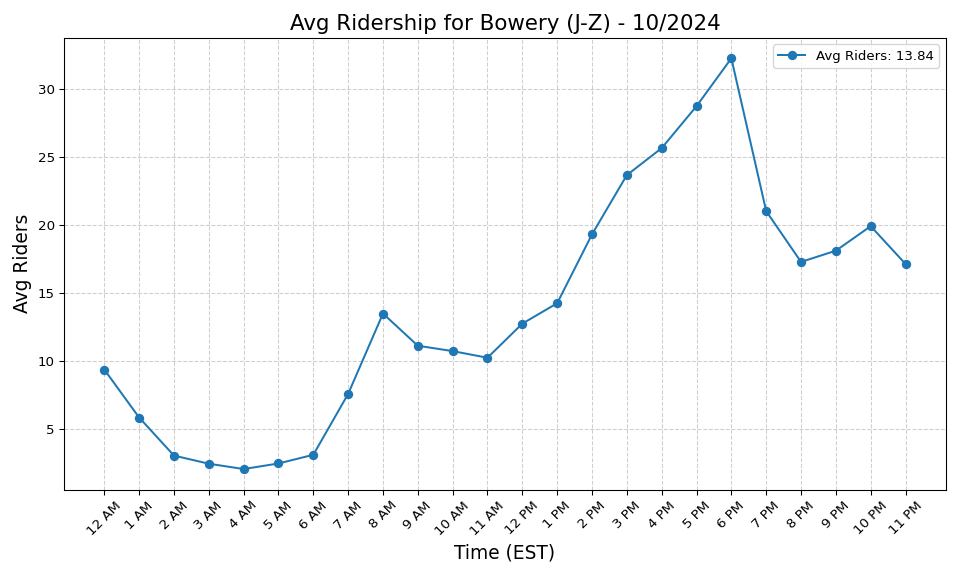 Avg Ridership for Bowery (J-Z) - 10/2024
Avg Riders: 13.84
Avg Riders
30
25
20
15
10
5
12 AM 1 AM 2 AM 3 AM 4 AM 5 AM 6 AM 7 AM 8 AM 9 AM 10 AM 11 AM 12 PM 1 PM 2 PM 3 PM 4 PM 5 PM 6 PM 7 PM 8 PM 9 PM 10 PM 11 PM
Time (EST)